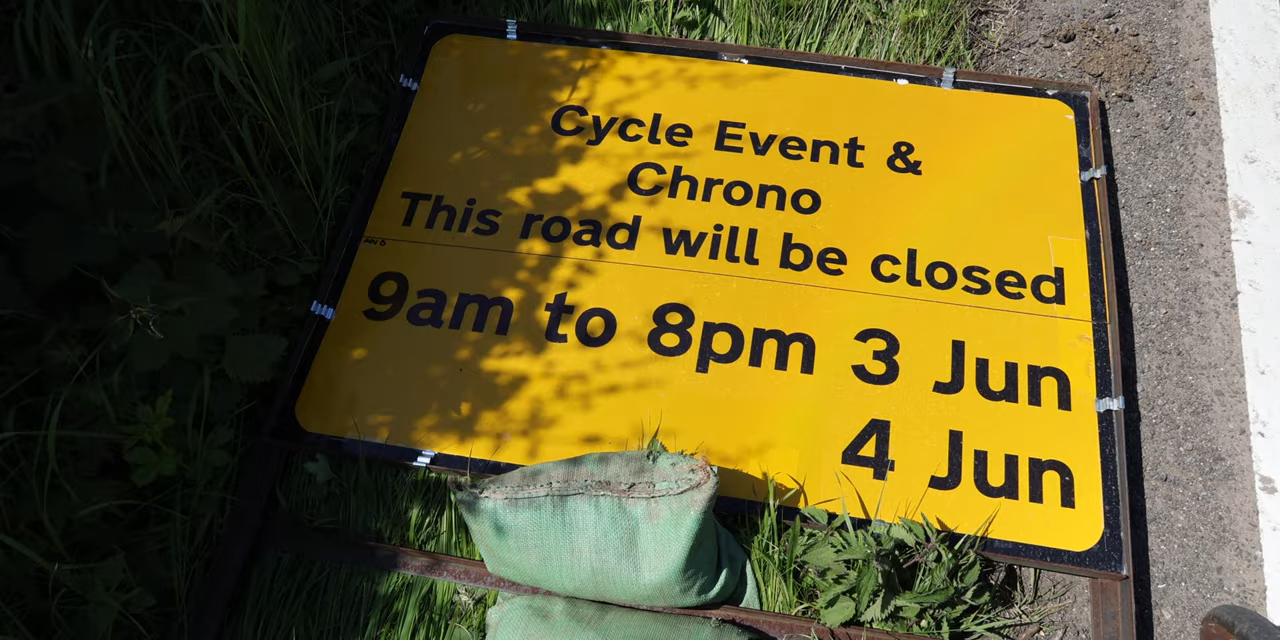 Cycle Event &
Chrono
This road will be closed
9am to 8pm 3 Jun
4 Jun